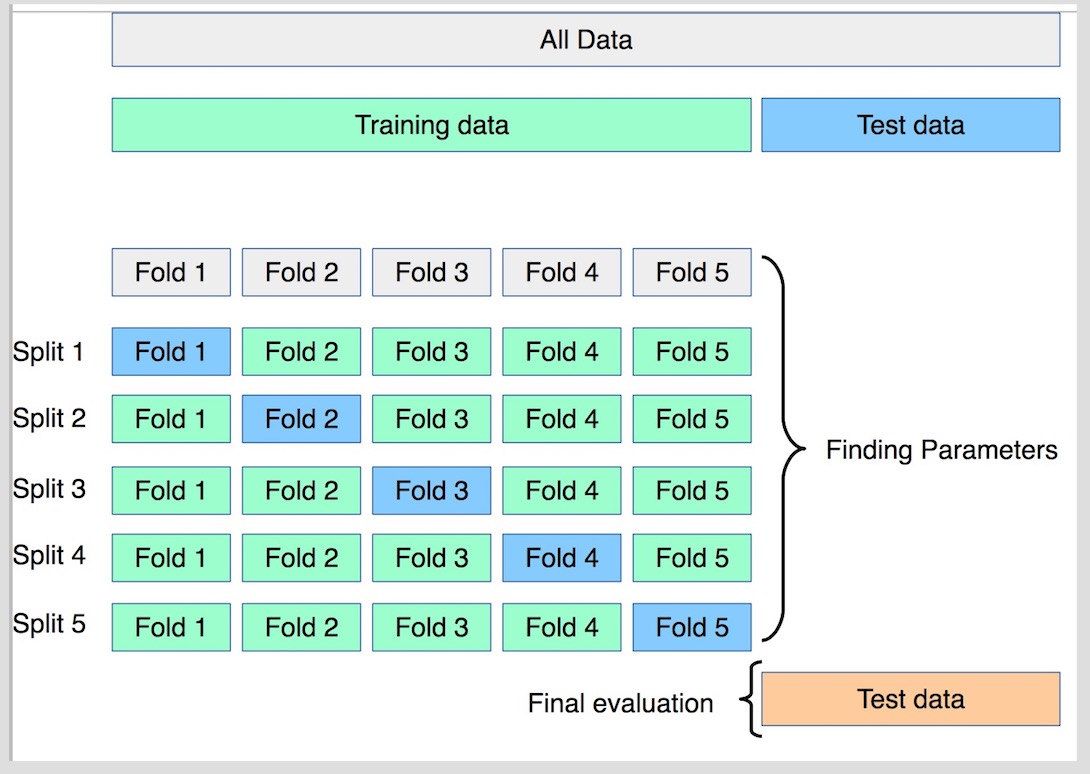 All Data
Training data Test data
Fold 1 Fold 2 Fold 3 Fold 4 Fold 5
Split 1 Fold 1 Fold 2 Fold 3 Fold 4 Fold 5
Split 2 Fold 1 Fold 2 Fold 3 Fold 4 Fold 5
Finding Parameters
Split 3 Fold 1 Fold 2 Fold 3 Fold 4 Fold 5
Split 4 Fold 1 Fold 2 Fold 3 Fold 4 Fold 5
Split 5 Fold 1 Fold 2 Fold 3 Fold 4 Fold 5
Final evaluation Test data